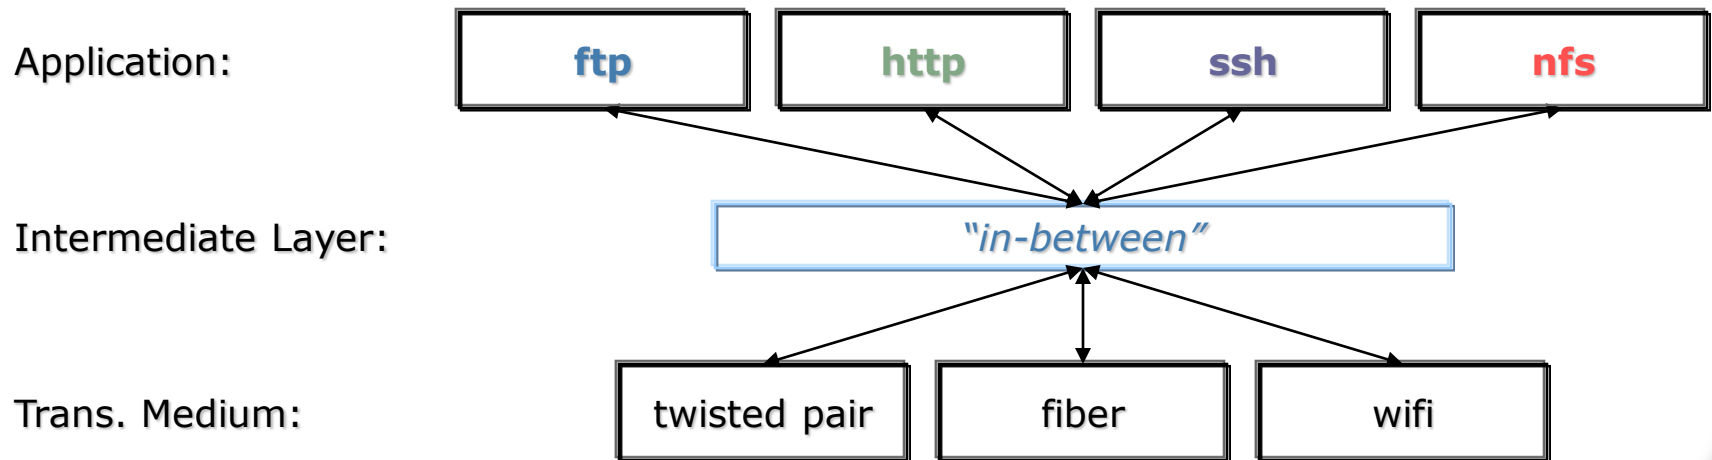 Application:
ftp
http
ssh
nfs
Intermediate Layer:
“in-between”
Trans. Medium:
twisted pair
fiber
wifi